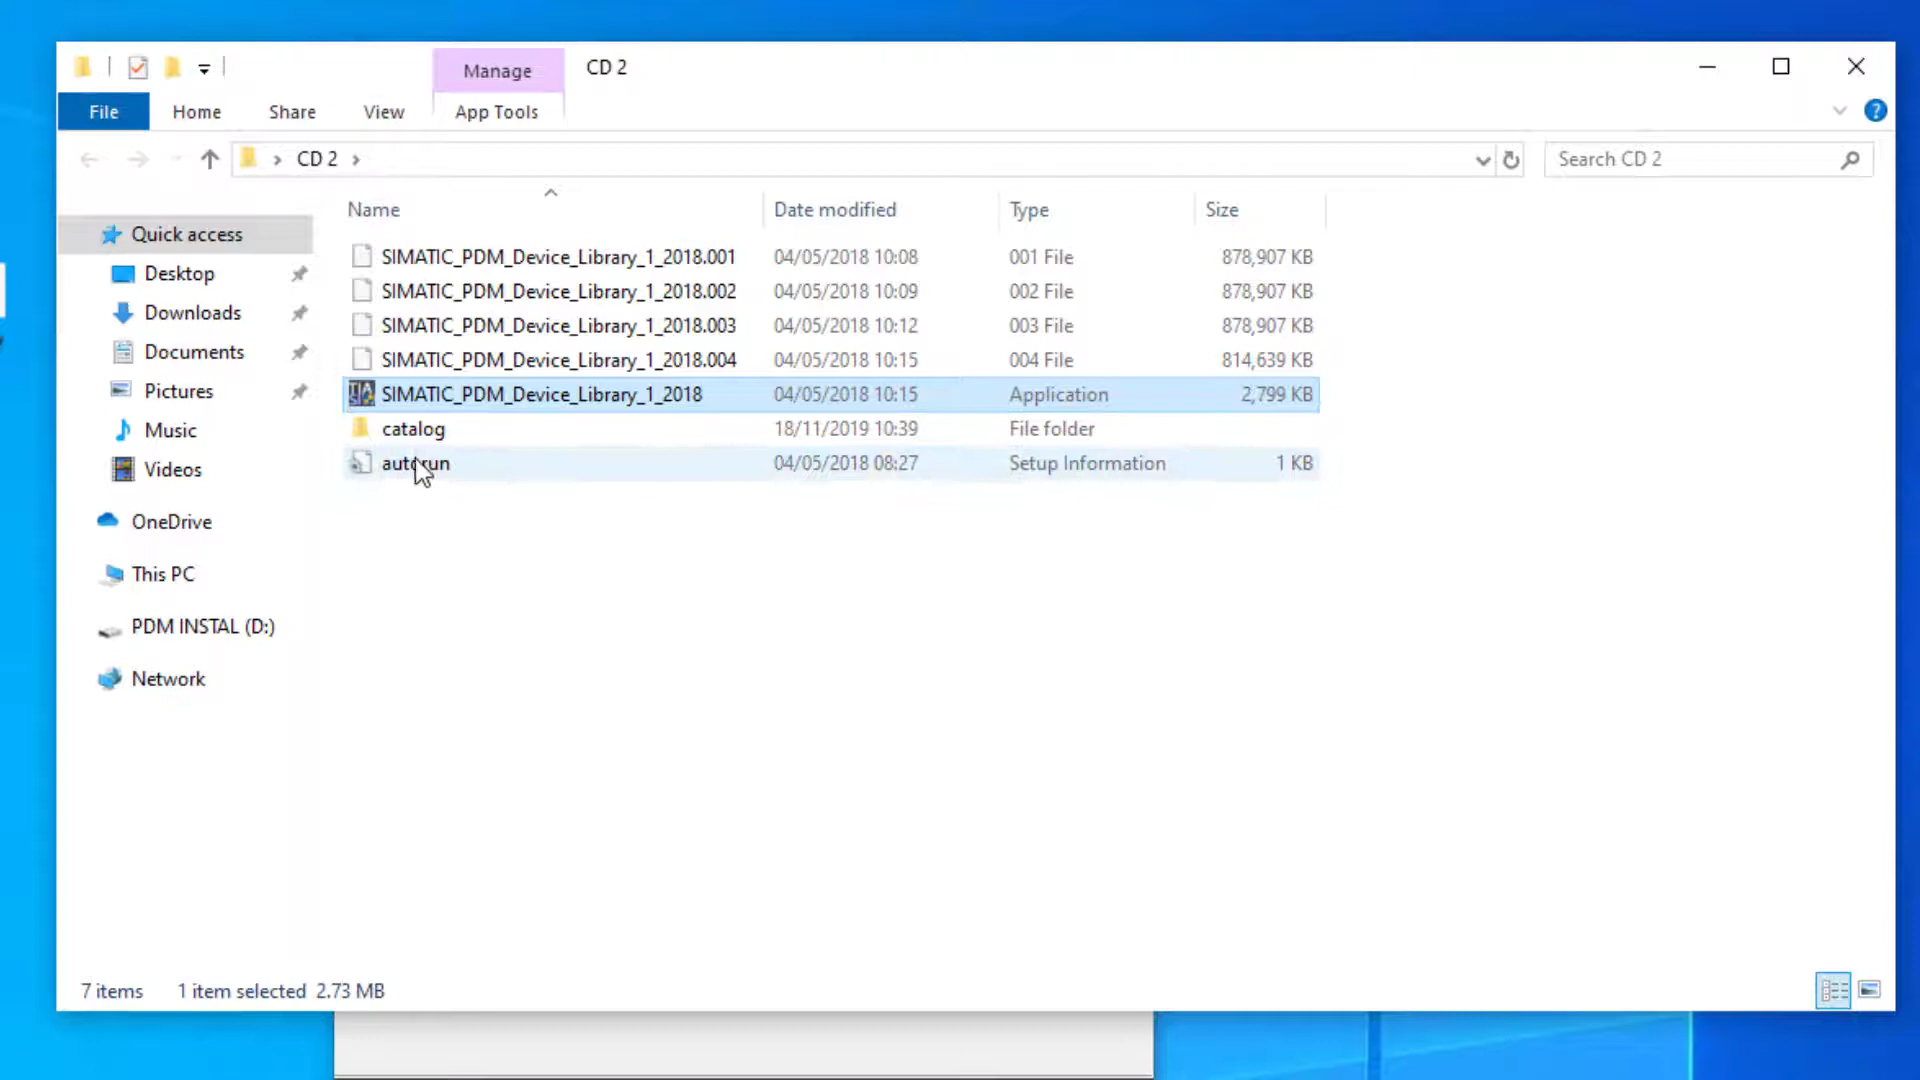 Manage CD 2
File Home Share View App Tools
CD 2 Search CD 2
Name Date modified Type Size
Quick access
Desktop
Downloads
Documents
Pictures
Music
Videos
OneDrive
This PC
PDM INSTAL (D:)
Network
SIMATIC_PDM_Device_Library_1_2018.001 04/05/2018 10:08 001 File 878,907 KB
SIMATIC_PDM_Device_Library_1_2018.002 04/05/2018 10:09 002 File 878,907 KB
SIMATIC_PDM_Device_Library_1_2018.003 04/05/2018 10:12 003 File 878,907 KB
SIMATIC_PDM_Device_Library_1_2018.004 04/05/2018 10:15 004 File 814,639 KB
SIMATIC_PDM_Device_Library_1_2018 04/05/2018 10:15 Application 2,799 KB
catalog 18/11/2019 10:39 File folder
autorun 04/05/2018 08:27 Setup Information 1 KB
7 items 1 item selected 2.73 MB